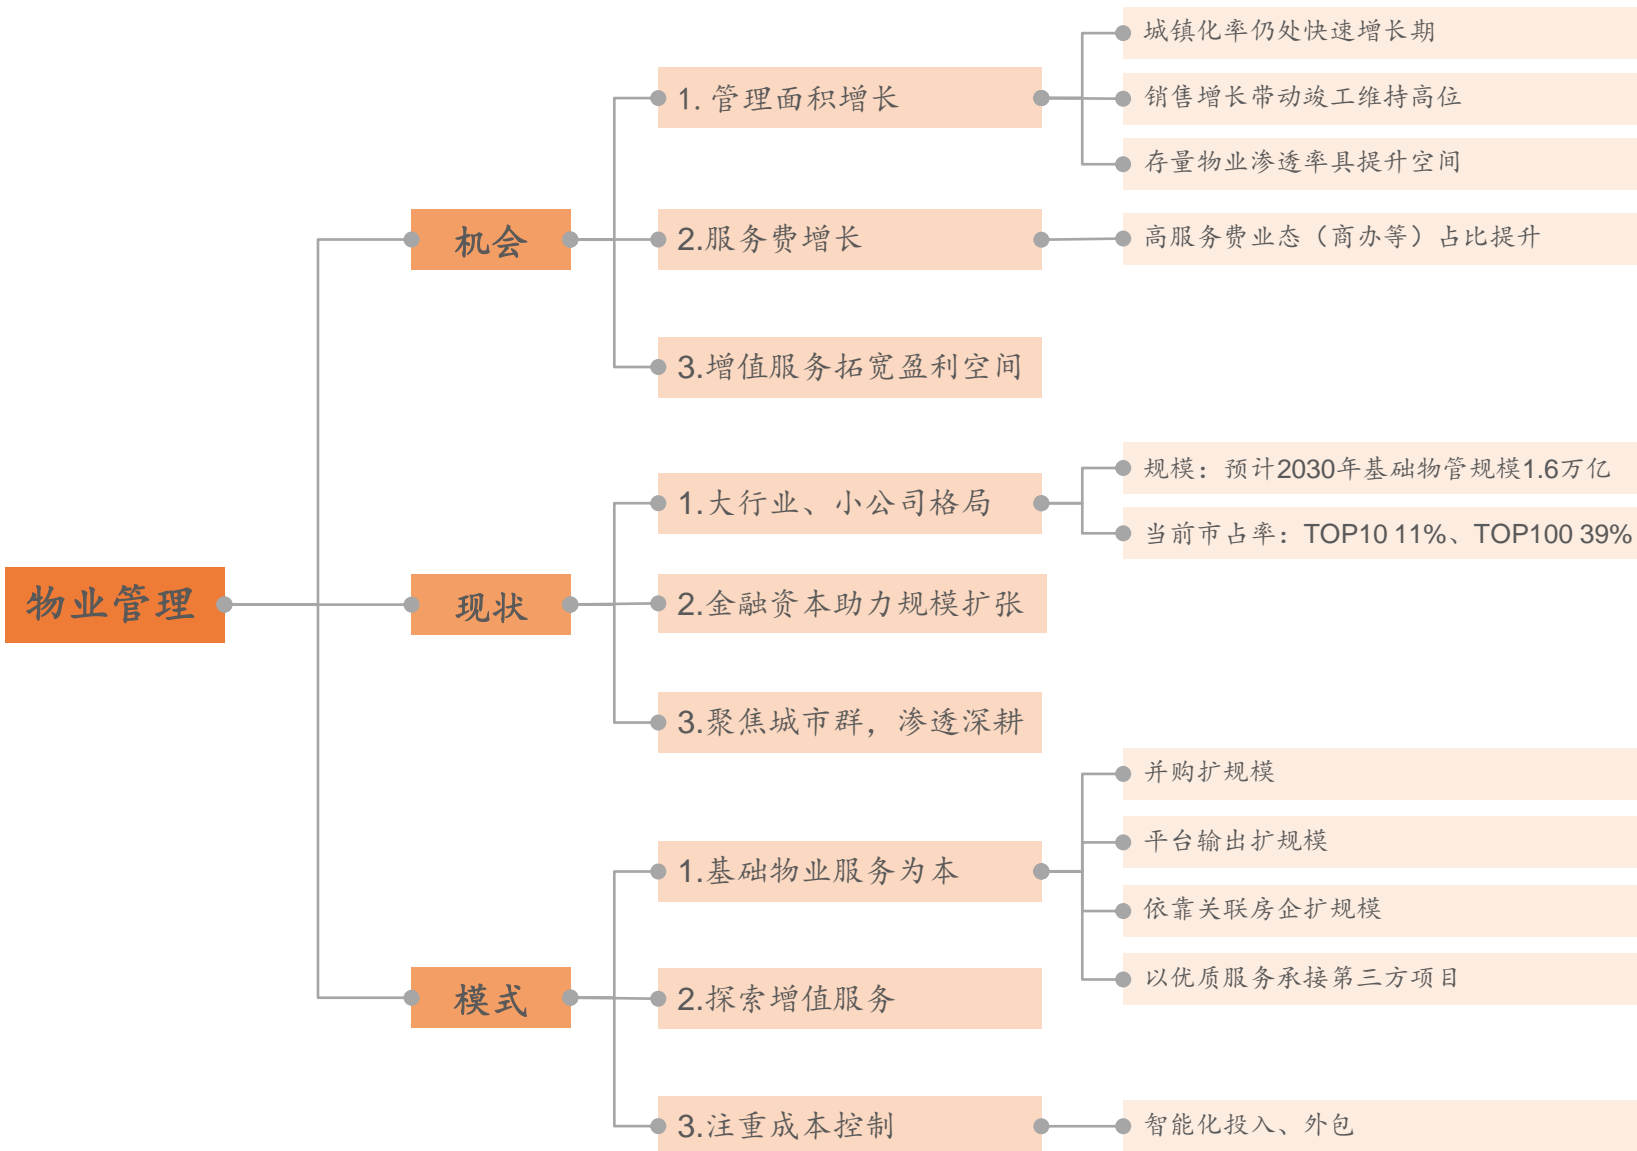 物业管理
机会
1. 管理面积增长
城镇化率仍处快速增长期
销售增长带动竣工维持高位
存量物业渗透率具提升空间
2.服务费增长
高服务费业态（商办等）占比提升
3.增值服务拓宽盈利空间
现状
1.大行业、小公司格局
规模：预计2030年基础物管规模1.6万亿
当前市占率：TOP10 11%、TOP100 39%
2.金融资本助力规模扩张
3.聚焦城市群，渗透深耕
模式
1.基础物业服务为本
并购扩规模
平台输出扩规模
依靠关联房企扩规模
以优质服务承接第三方项目
2.探索增值服务
3.注重成本控制
智能化投入、外包